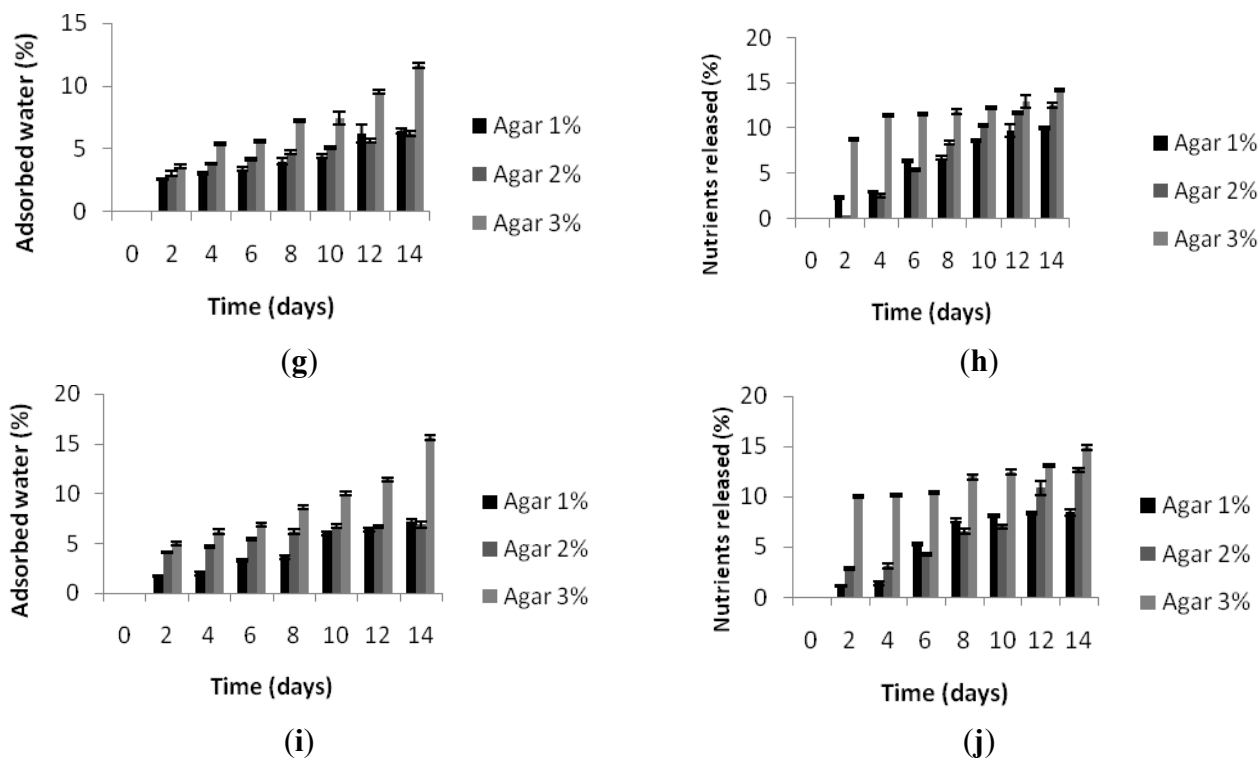 Adsorbed water (%)
15
10
5
0
0 2 4 6 8 10 12 14
Time (days)
Agar 1%
Agar 2%
Agar 3%
(g)
Nutrients released (%)
20
15
10
5
0
0 2 4 6 8 10 12 14
Time (days)
Agar 1%
Agar 2%
Agar 3%
(h)
Adsorbed water (%)
20
15
10
5
0
0 2 4 6 8 10 12 14
Time (days)
Agar 1%
Agar 2%
Agar 3%
(i)
Nutrients released (%)
20
15
10
5
0
0 2 4 6 8 10 12 14
Time (days)
Agar 1%
Agar 2%
Agar 3%
(j)